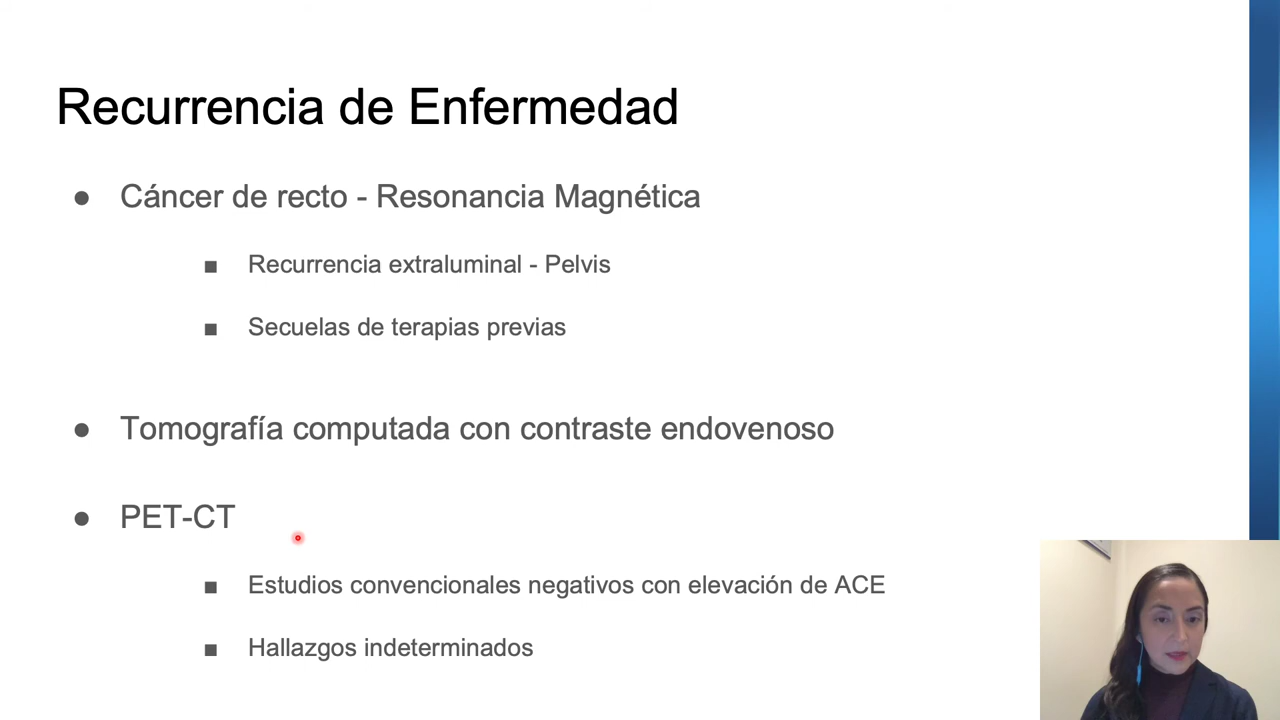 Recurrencia de Enfermedad
● Cáncer de recto - Resonancia Magnética
■ Recurrencia extraluminal - Pelvis
■ Secuelas de terapias previas
● Tomografía computada con contraste endovenoso
● PET-CT
■ Estudios convencionales negativos con elevación de ACE
■ Hallazgos indeterminados